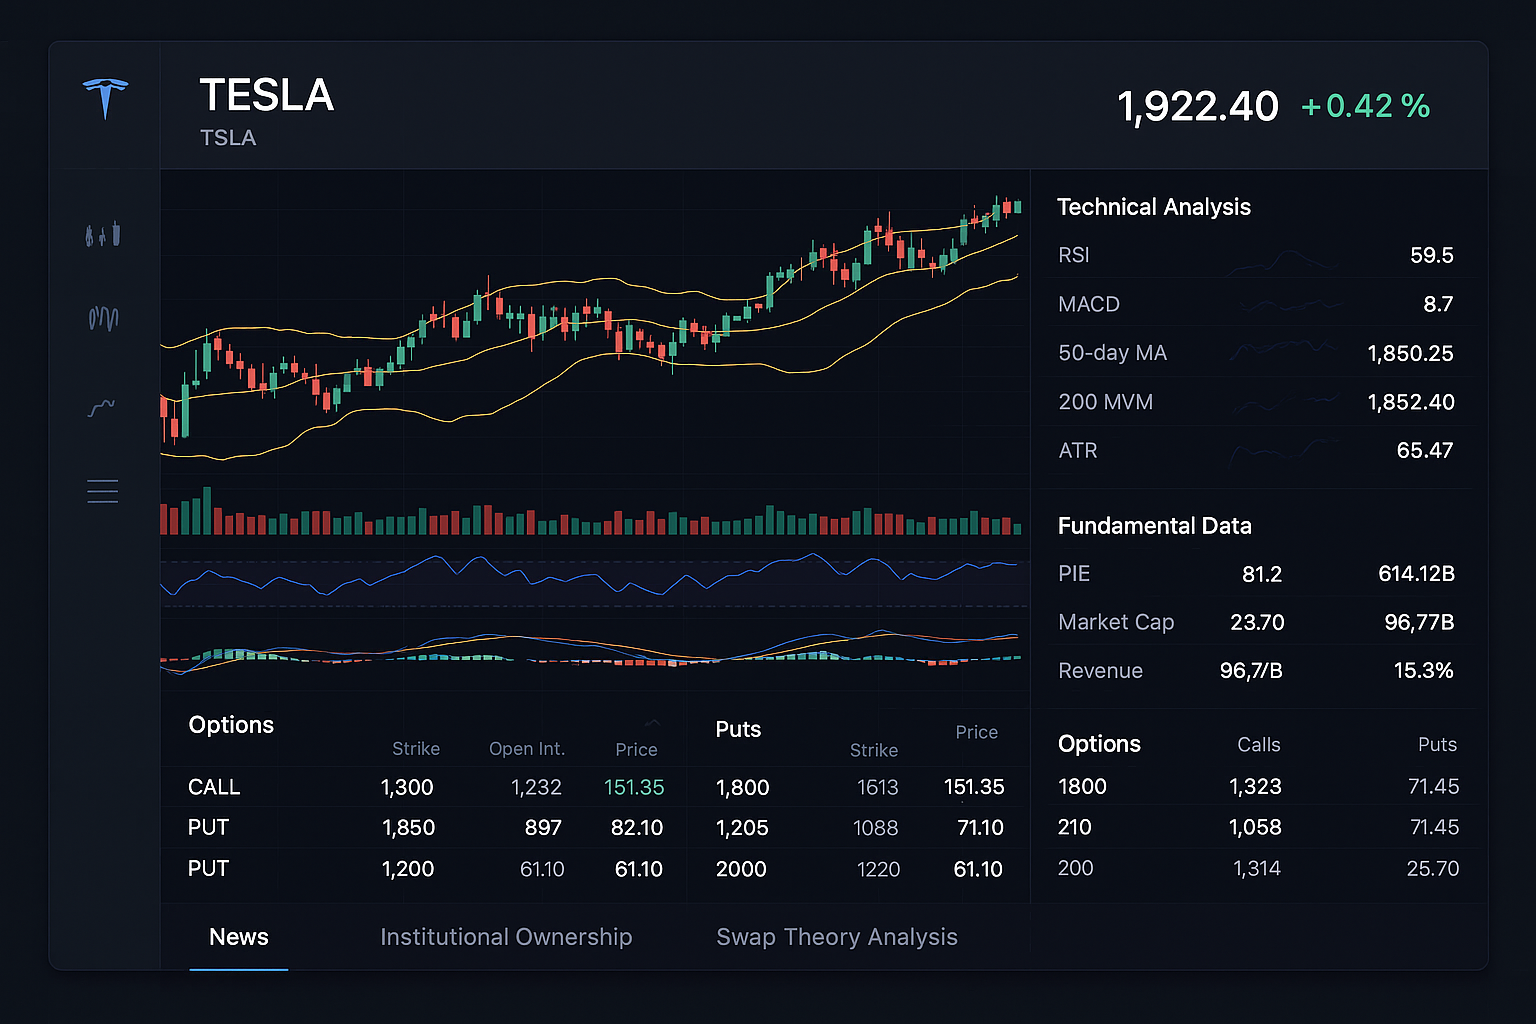 TESLA
TSLA
1,922.40 +0.42 %
Technical Analysis
RSI 59.5
MACD 8.7
50-day MA 1,850.25
200 MVM 1,852.40
ATR 65.47
Fundamental Data
PIE 81.2 614.12B
Market Cap 23.70 96,77B
Revenue 96,7/B 15.3%
Options
Strike Open Int. Price
CALL 1,300 1,232 151.35
PUT 1,850 897 82.10
PUT 1,200 61.10 61.10
Puts
Strike Price
1,800 1613 151.35
1,205 1088 71.10
2000 1220 61.10
Options Calls Puts
1800 1,323 71.45
210 1,058 71.45
200 1,314 25.70
News Institutional Ownership Swap Theory Analysis